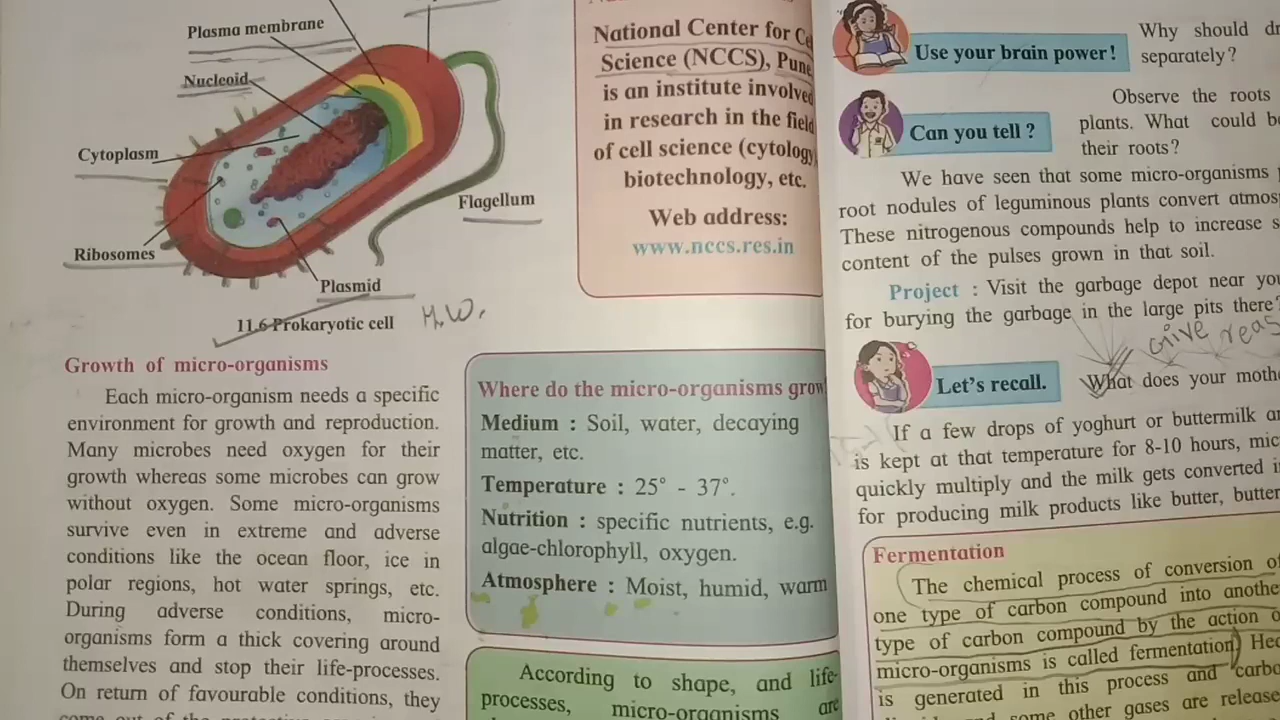 Plasma membrane
Nucleoid
Cytoplasm
Ribosomes
Flagellum
Plasmid
11.6 Prokaryotic cell
H.W.
Growth of micro-organisms
Each micro-organism needs a specific
environment for growth and reproduction.
Many microbes need oxygen for their
growth whereas some microbes can grow
without oxygen. Some micro-organisms
survive even in extreme and adverse
conditions like the ocean floor, ice in
polar regions, hot water springs, etc.
During adverse conditions, micro-
organisms form a thick covering around
themselves and stop their life-processes.
On return of favourable conditions, they
National Center for
Science (NCCS), Pune
is an institute involved
in research in the field
of cell science (cytology)
biotechnology, etc.
Web address:
www.nccs.res.in
Where do the micro-organisms grow
Medium : Soil, water, decaying
matter, etc.
Temperature : 25° - 37°.
Nutrition : specific nutrients, e.g.
algae-chlorophyll, oxygen.
Atmosphere : Moist, humid, warm
According to shape, and life-
processes, micro-organisms are
Use your brain power!
Why should
separately?
Can you tell ?
Observe the roots
plants. What could
their roots?
We have seen that some micro-organisms
root nodules of leguminous plants convert
These nitrogenous compounds help to increase
content of the pulses grown in that soil.
Project : Visit the garbage depot near
for burying the garbage in the large pits there
Give
Let's recall.
What does your
If a few drops of yoghurt or buttermilk
is kept at that temperature for 8-10 hours,
quickly multiply and the milk gets converted
for producing milk products like butter,
Fermentation
The chemical process of conversion of
one type of carbon compound into
type of carbon compound by the action
micro-organisms is called fermentation)
is generated in this process and
some other gases are